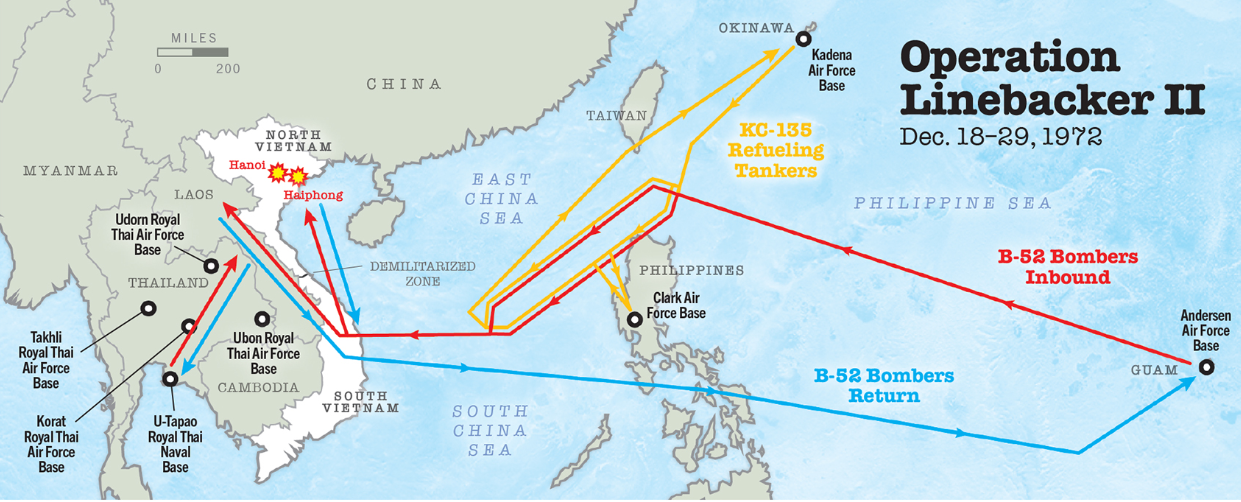 MILES
0 200
CHINA
OKINAWA
Kadena
Air Force
Base
Operation
Linebacker II
Dec. 18–29, 1972
TAIWAN
KC-135
Refueling
Tankers
NORTH
VIETNAM
Hanoi
Haiphong
MYANMAR
LAOS
EAST
CHINA
SEA
PHILIPPINE SEA
Udorn Royal
Thai Air Force
Base
DEMILITARIZED
ZONE
PHILIPPINES
B-52 Bombers
Inbound
THAILAND
Clark Air
Force Base
Andersen
Air Force
Base
GUAM
Takhli
Royal Thai
Air Force
Base
Ubon Royal
Thai Air Force
Base
CAMBODIA
B-52 Bombers
Return
SOUTH
VIETNAM
SOUTH
CHINA
SEA
Korat
Royal Thai
Air Force
Base
U-Tapao
Royal Thai
Naval
Base